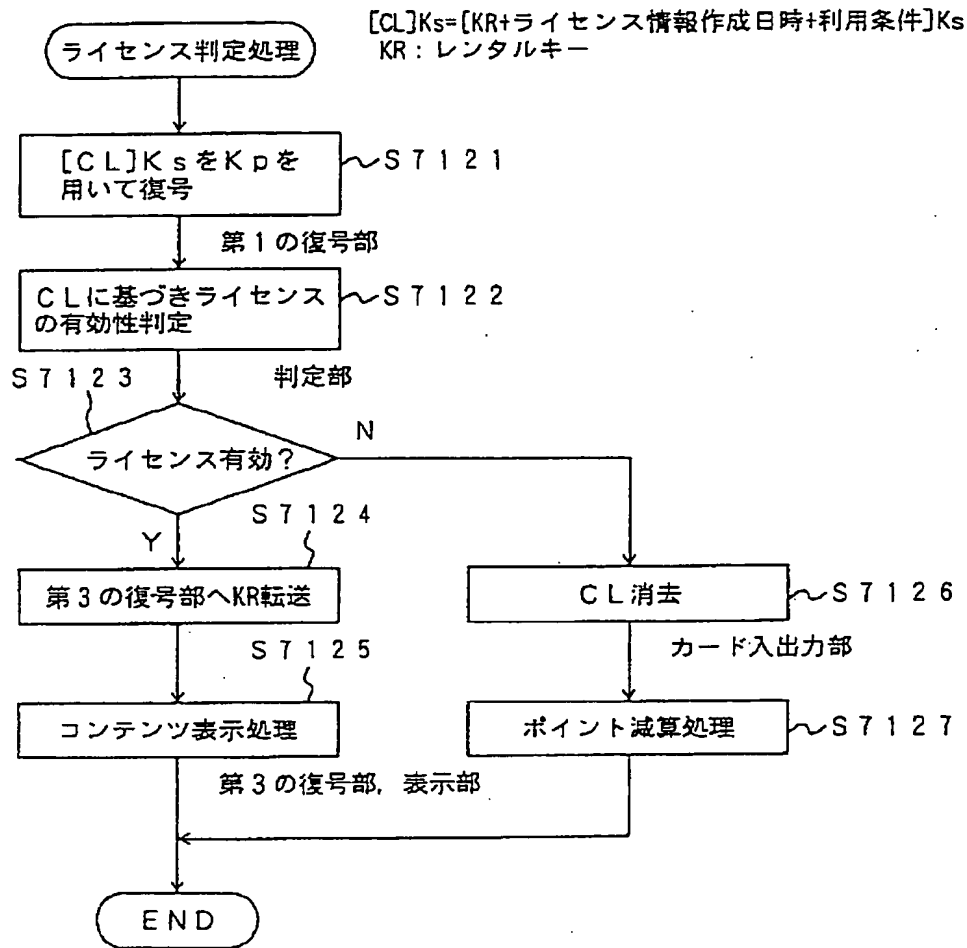 [CL]Ks=[KR+ライセンス情報作成日時+利用条件]Ks
KR:レンタルキー
ライセンス判定処理
[CL]KsをKpを
用いて復号
S7121
第1の復号部
CLに基づきライセンス
の有効性判定
S7122
S7123
判定部
ライセンス有効?
N
Y
S7124
第3の復号部へKR転送
CL消去
S7126
カード入出力部
S7125
コンテンツ表示処理
ポイント減算処理
S7127
第3の復号部,表示部
END